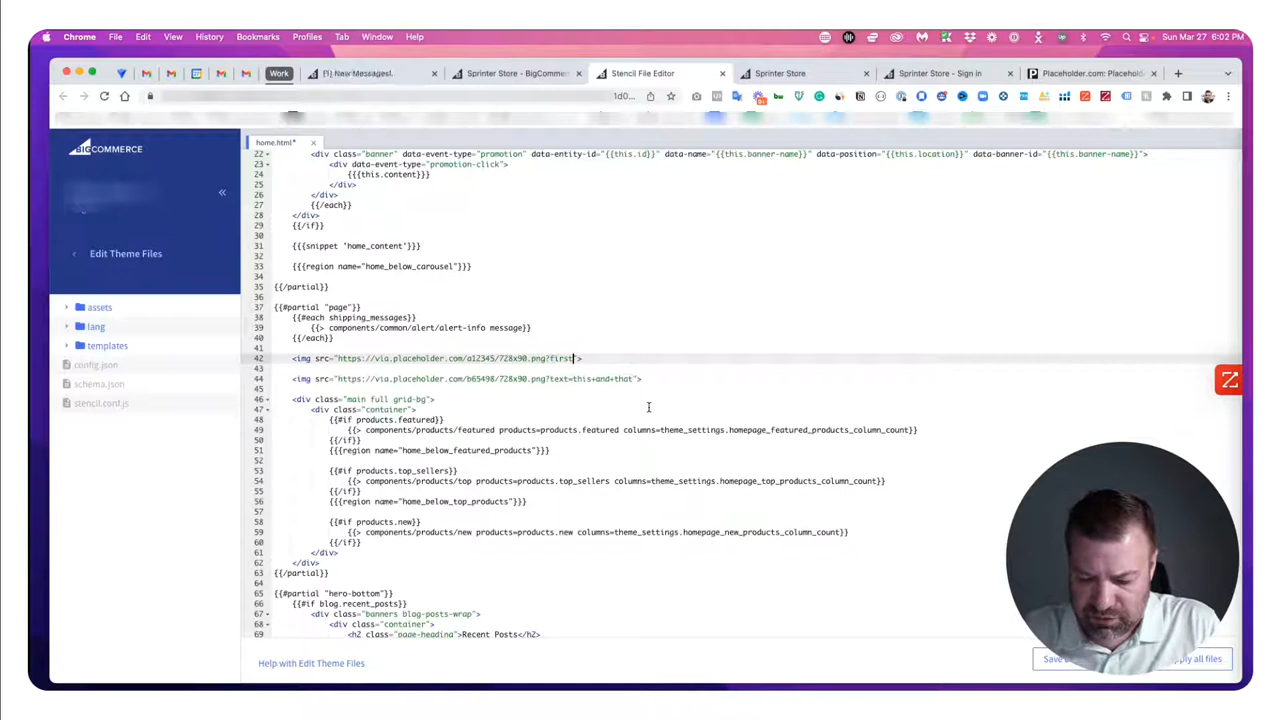 Chrome File Edit View History Bookmarks Profiles Tab Window Help Sun Mar 27 6:02 PM
Work New Messages! Sprinter Store - BigCommer Stencil File Editor Sprinter Store Sprinter Store - Sign in Placeholder.com: Placehold
1d0...
BIGCOMMERCE
Edit Theme Files
assets
lang
templates
config.json
schema.json
stencil.conf.js
home.html*
22 <div class="banner" data-event-type="promotion" data-entity-id="{{this.id}}" data-name="{{this.banner-name}}" data-position="{{this.location}}" data-banner-id="{{this.banner-name}}">
23 <div data-event-type="promotion-click">
24 {{{this.content}}}
25 </div>
26 </div>
27 {{/each}}
28 </div>
29 {{/if}}
30
31 {{{snippet 'home_content'}}}
32
33 {{{region name="home_below_carousel"}}}
34
35 {{/partial}}
36
37 {{#partial "page"}}
38 {{#each shipping_messages}}
39 {{> components/common/alert/alert-info message}}
40 {{/each}}
41
42 <img src="https://via.placeholder.com/a12345/728x90.png?first">
43
44 <img src="https://via.placeholder.com/b65498/728x90.png?text=this+and+that">
45
46 <div class="main full grid-bg">
47 <div class="container">
48 {{#if products.featured}}
49 {{> components/products/featured products=products.featured columns=theme_settings.homepage_featured_products_column_count}}
50 {{/if}}
51 {{{region name="home_below_featured_products"}}}
52
53 {{#if products.top_sellers}}
54 {{> components/products/top products=products.top_sellers columns=theme_settings.homepage_top_products_column_count}}
55 {{/if}}
56 {{{region name="home_below_top_products"}}}
57
58 {{#if products.new}}
59 {{> components/products/new products=products.new columns=theme_settings.homepage_new_products_column_count}}
60 {{/if}}
61 </div>
62 </div>
63 {{/partial}}
64
65 {{#partial "hero-bottom"}}
66 {{#if blog.recent_posts}}
67 <div class="banners blog-posts-wrap">
68 <div class="container">
69 <h2 class="page-heading">Recent Posts</h2>
Help with Edit Theme Files
Save all files